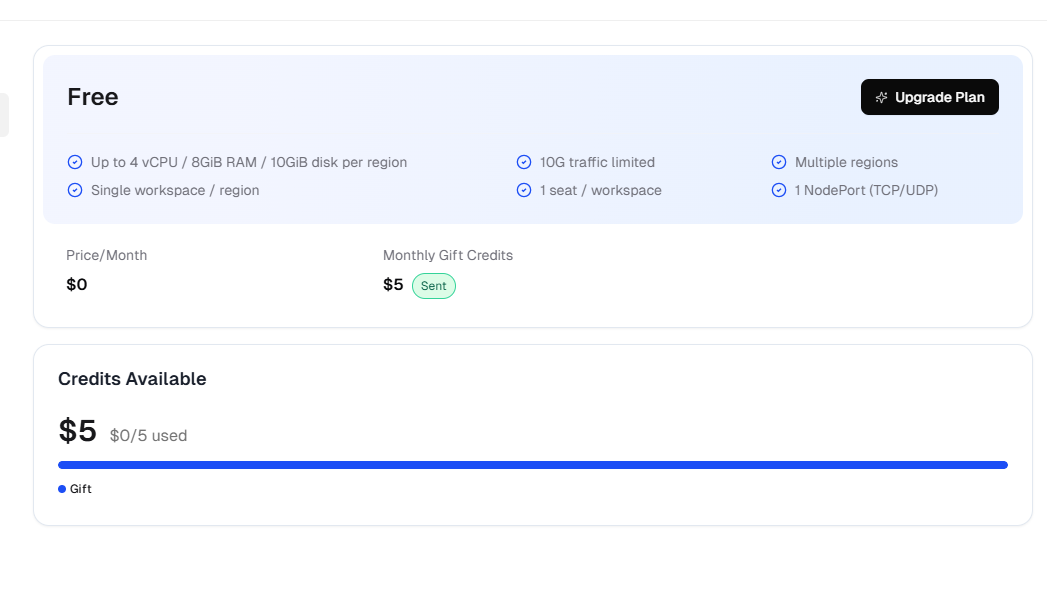 Free
Upgrade Plan
Up to 4 vCPU / 8GiB RAM / 10GiB disk per region
10G traffic limited
Multiple regions
Single workspace / region
1 seat / workspace
1 NodePort (TCP/UDP)
Price/Month
Monthly Gift Credits
$0
$5 Sent
Credits Available
$5 $0/5 used
Gift